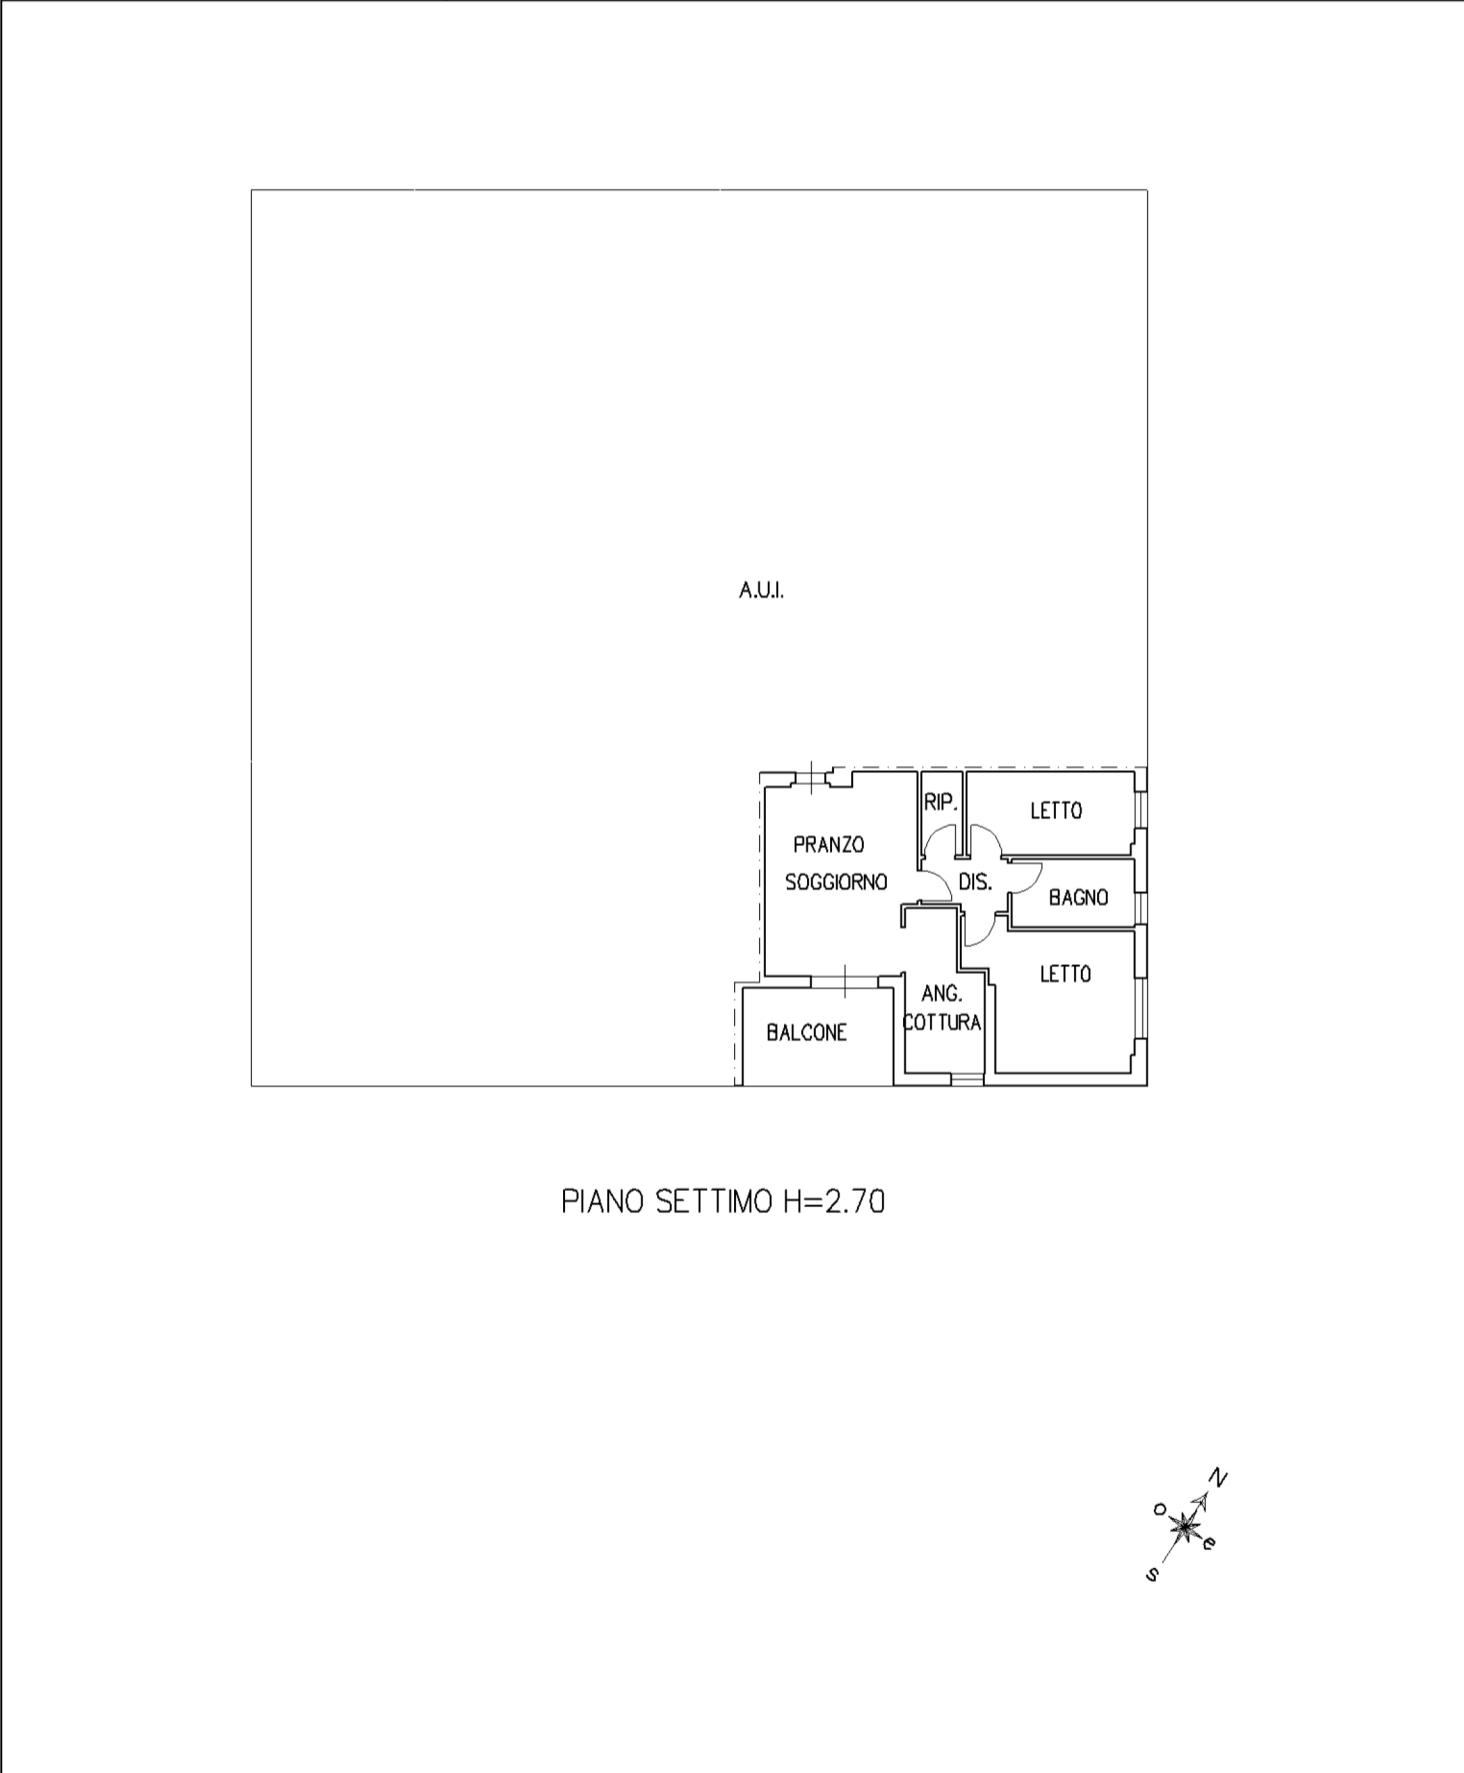 A.U.I.
RIP.
LETTO
PRANZO
SOGGIORNO
DIS.
BAGNO
LETTO
ANG.
COTTURA
BALCONE
PIANO SETTIMO H=2.70
N
o
e
s